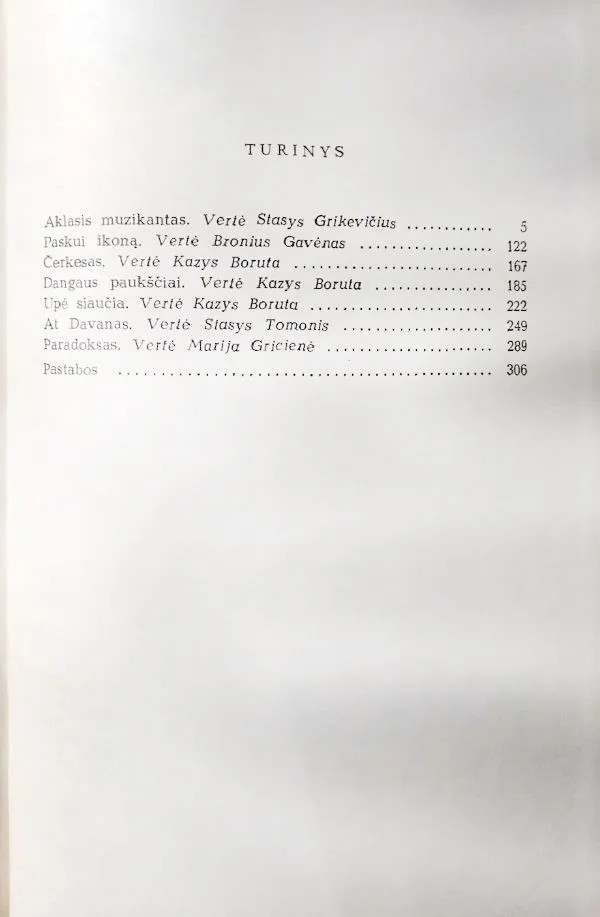 TURINYS
Aklasis muzikantas. Vertė Stasys Grikevičius ............ 5
Paskui ikoną. Vertė Bronius Gavėnas .................. 122
Čerkesas. Vertė Kazys Boruta ......................... 167
Dangaus paukščiai. Vertė Kazys Boruta ................ 185
Upė siaučia. Vertė Kazys Boruta ....................... 222
At Davanas. Vertė Stasys Tomonis .................... 249
Paradoksas. Vertė Marija Gricienė ..................... 289
Pastabos ............................................. 306